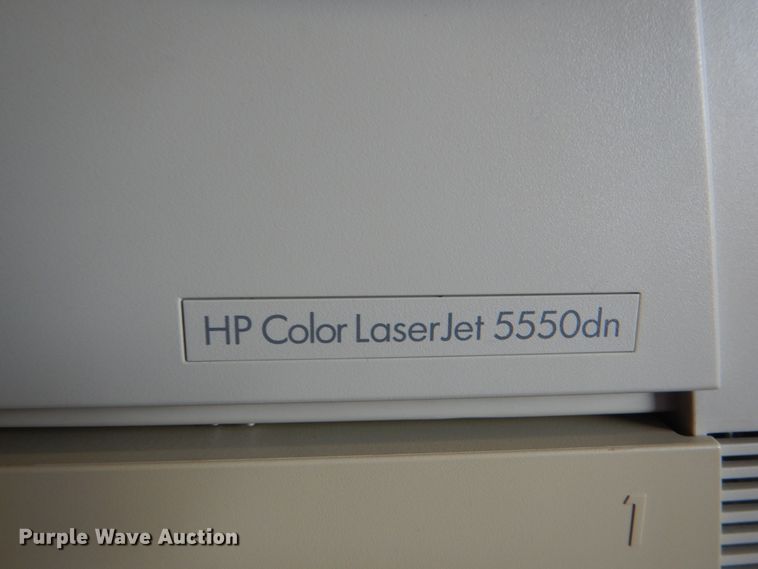 HP Color LaserJet 5550dn
1
Purple Wave Auction